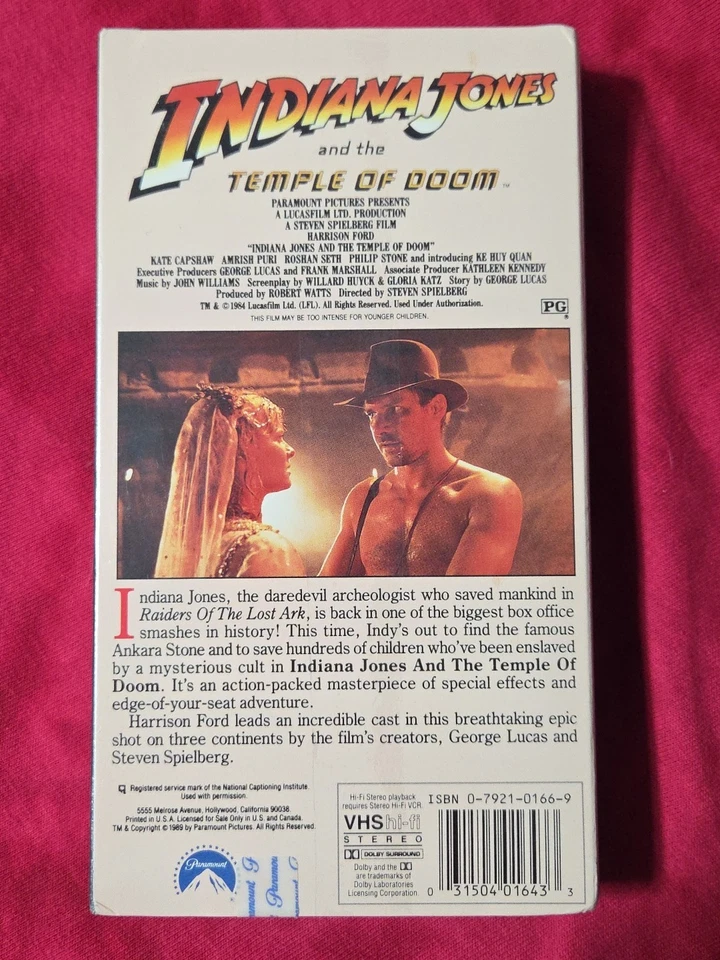 INDIANA JONES
and the
TEMPLE OF DOOM™
PARAMOUNT PICTURES PRESENTS
A LUCASFILM LTD. PRODUCTION
A STEVEN SPIELBERG FILM
HARRISON FORD
"INDIANA JONES AND THE TEMPLE OF DOOM"
KATE CAPSHAW AMRISH PURI ROSHAN SETH PHILIP STONE and introducing KE HUY QUAN
Executive Producers GEORGE LUCAS and FRANK MARSHALL Associate Producer KATHLEEN KENNEDY
Music by JOHN WILLIAMS Screenplay by WILLARD HUYCK & GLORIA KATZ Story by GEORGE LUCAS
Produced by ROBERT WATTS Directed by STEVEN SPIELBERG
TM & © 1984 Lucasfilm Ltd. (LFL). All Rights Reserved. Used Under Authorization.
PG®
THIS FILM MAY BE TOO INTENSE FOR YOUNGER CHILDREN.
Indiana Jones, the daredevil archeologist who saved mankind in
Raiders Of The Lost Ark, is back in one of the biggest box office
smashes in history! This time, Indy's out to find the famous
Ankara Stone and to save hundreds of children who've been enslaved
by a mysterious cult in Indiana Jones And The Temple Of
Doom. It's an action-packed masterpiece of special effects and
edge-of-your-seat adventure.
Harrison Ford leads an incredible cast in this breathtaking epic
shot on three continents by the film's creators, George Lucas and
Steven Spielberg.
Registered service mark of the National Captioning Institute.
Used with permission.
5555 Melrose Avenue, Hollywood, California 90038.
Printed in U.S.A. Licensed for Sale Only in U.S. and Canada.
TM & Copyright © 1989 by Paramount Pictures. All Rights Reserved.
Paramount
Paramoun
Hi-Fi Stereo playback
requires Stereo Hi-Fi VCR.
VHS hi-fi
STEREO
DOLBY SURROUND
Dolby and the
are trademarks of
Dolby Laboratories
Licensing Corporation.
ISBN 0-7921-0166-9
0 31504 01643 3